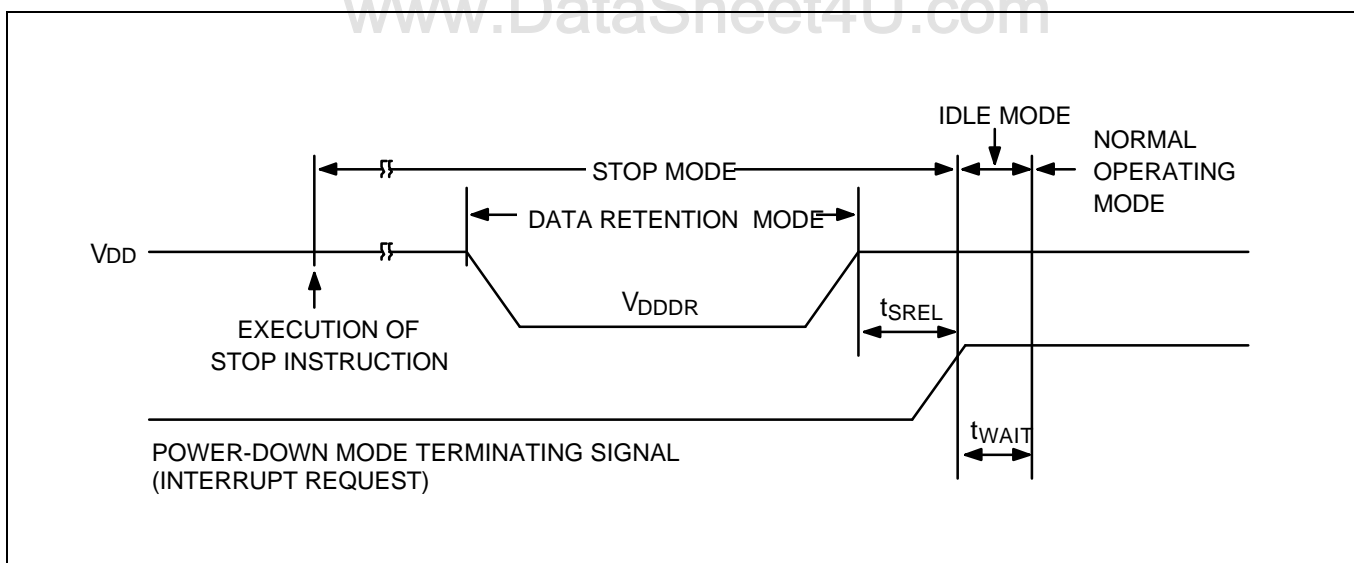 www.DataSheet4U.com
IDLE MODE
NORMAL
OPERATING
MODE
STOP MODE
DATA RETENTION MODE
VDD
VDDDR
tSREL
EXECUTION OF
STOP INSTRUCTION
tWAIT
POWER-DOWN MODE TERMINATING SIGNAL
(INTERRUPT REQUEST)